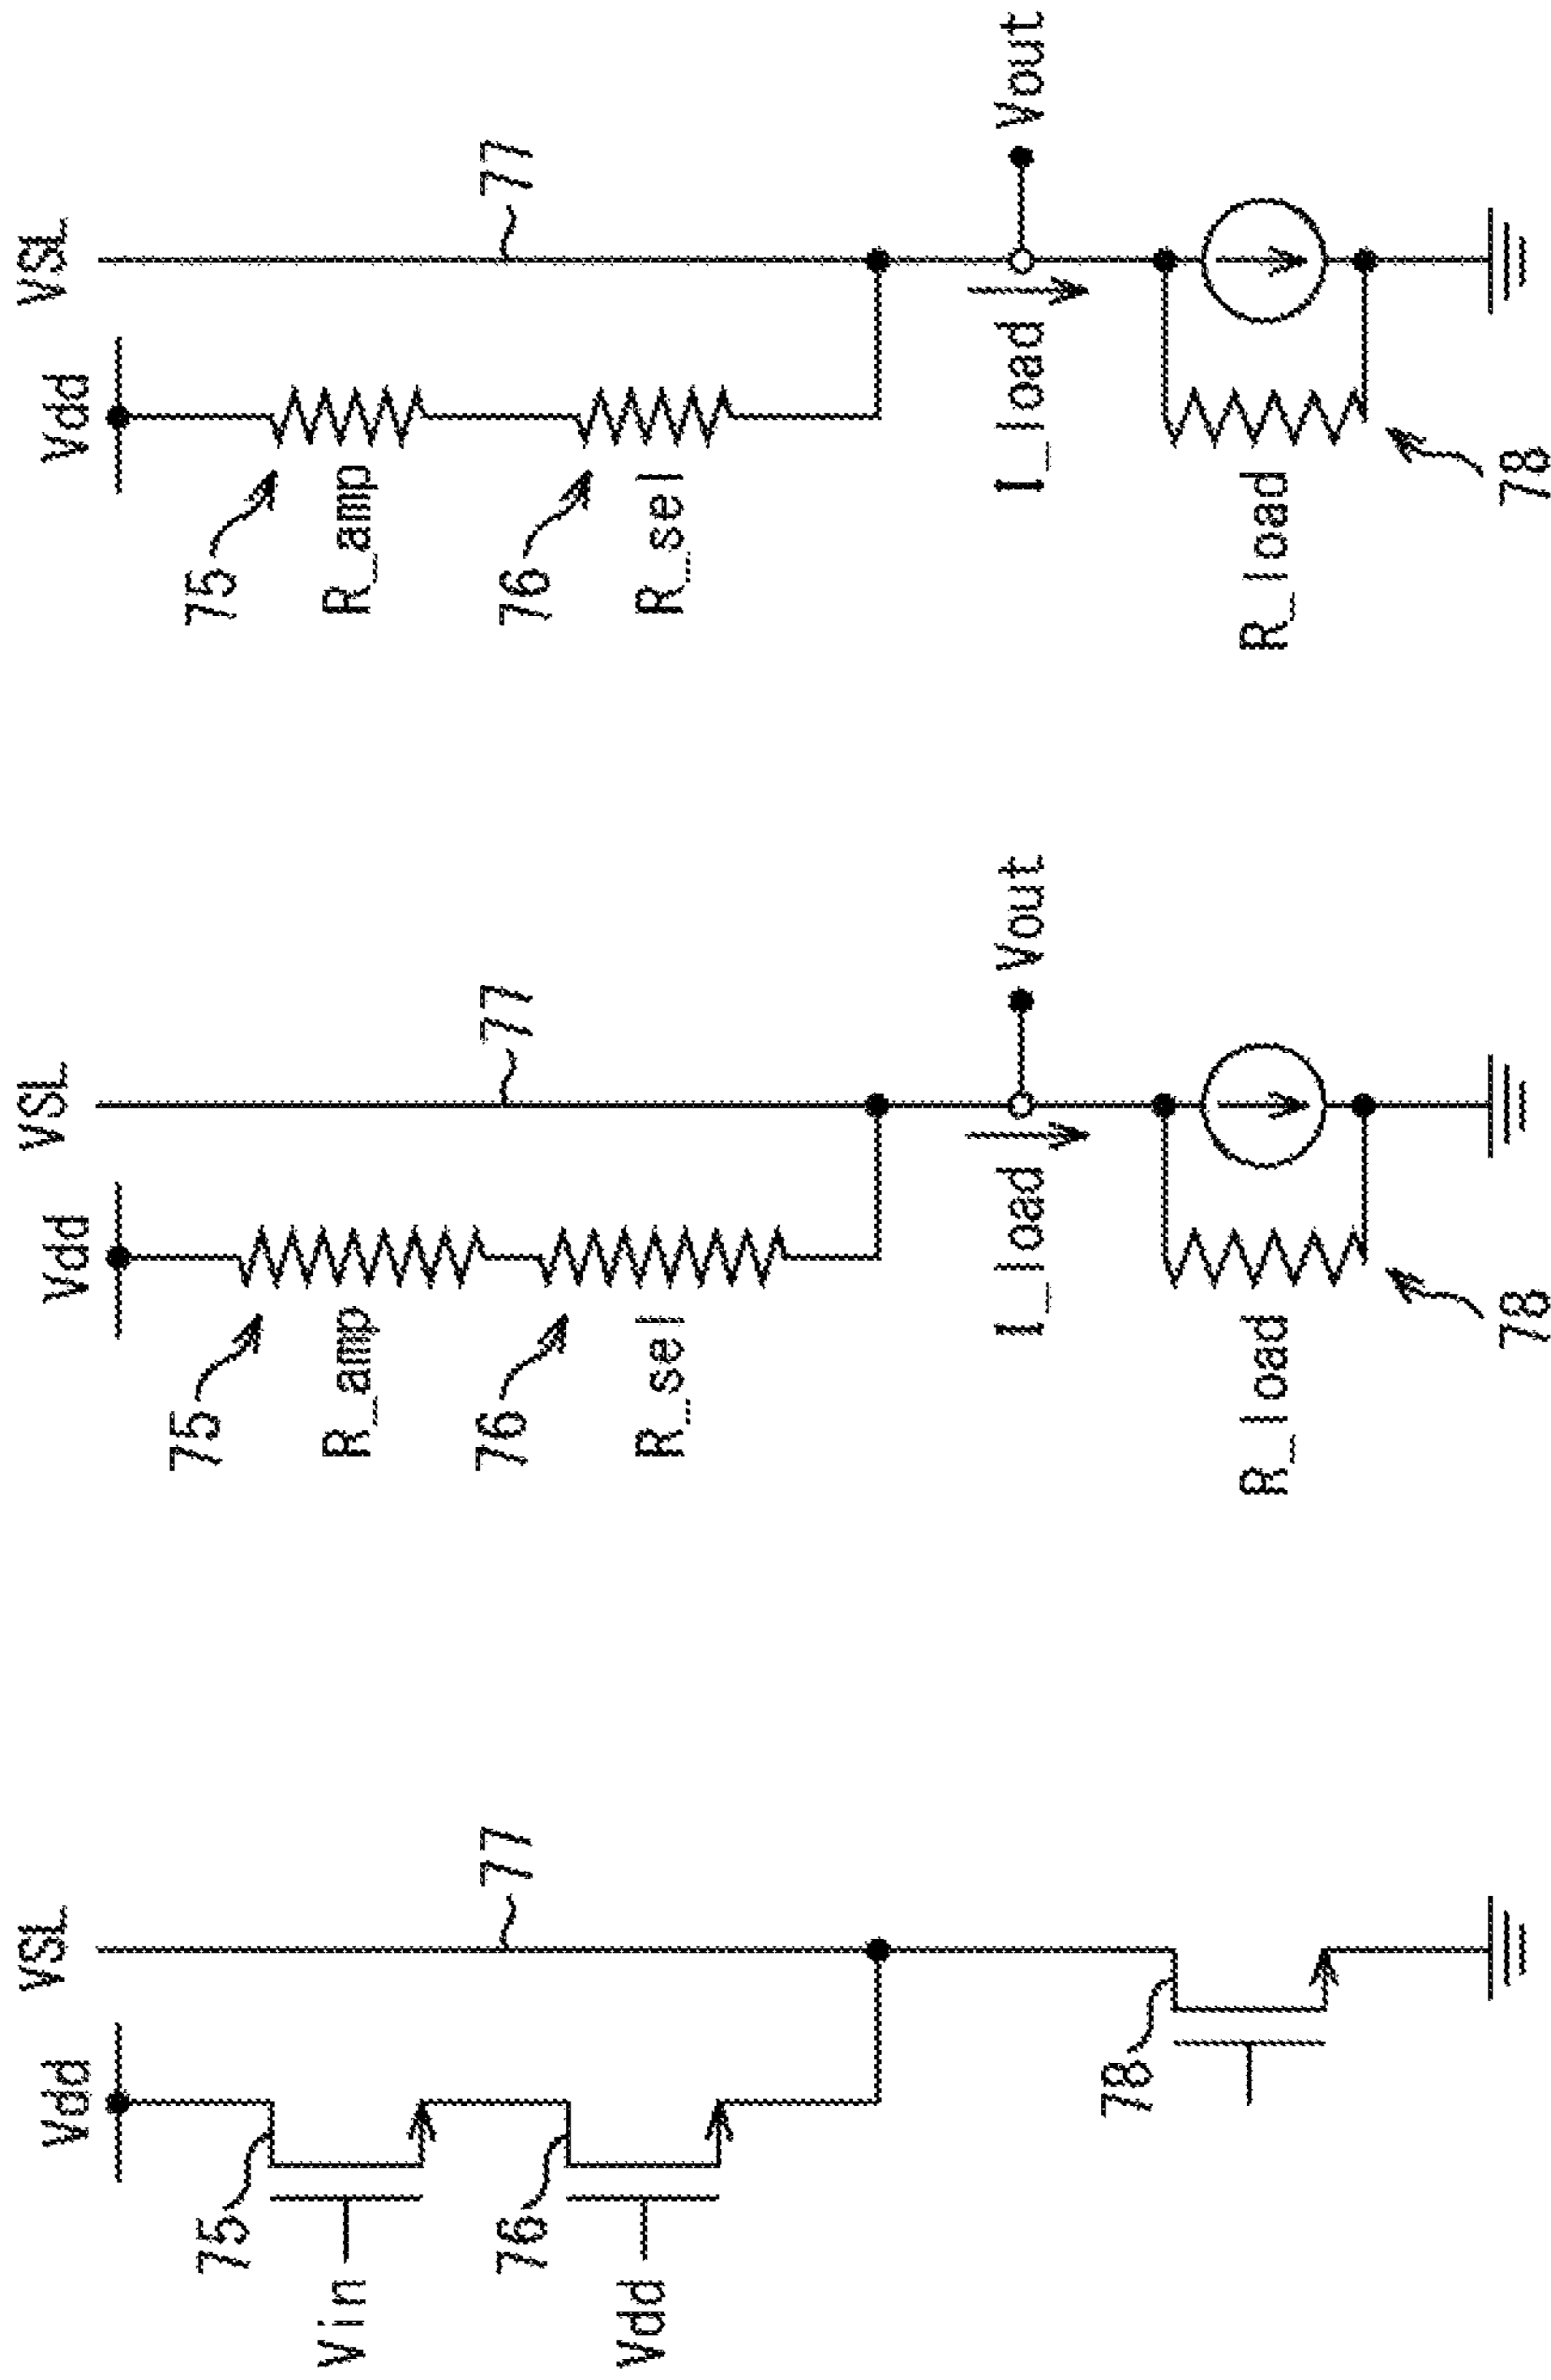 Vdd
VSL
75
Vin
77
76
Vdd
78
Vdd
VSL
75
R_amp
77
76
R_sel
I_load
Vout
R_load
78
Vdd
VSL
75
R_amp
77
76
R_sel
I_load
Vout
R_load
78